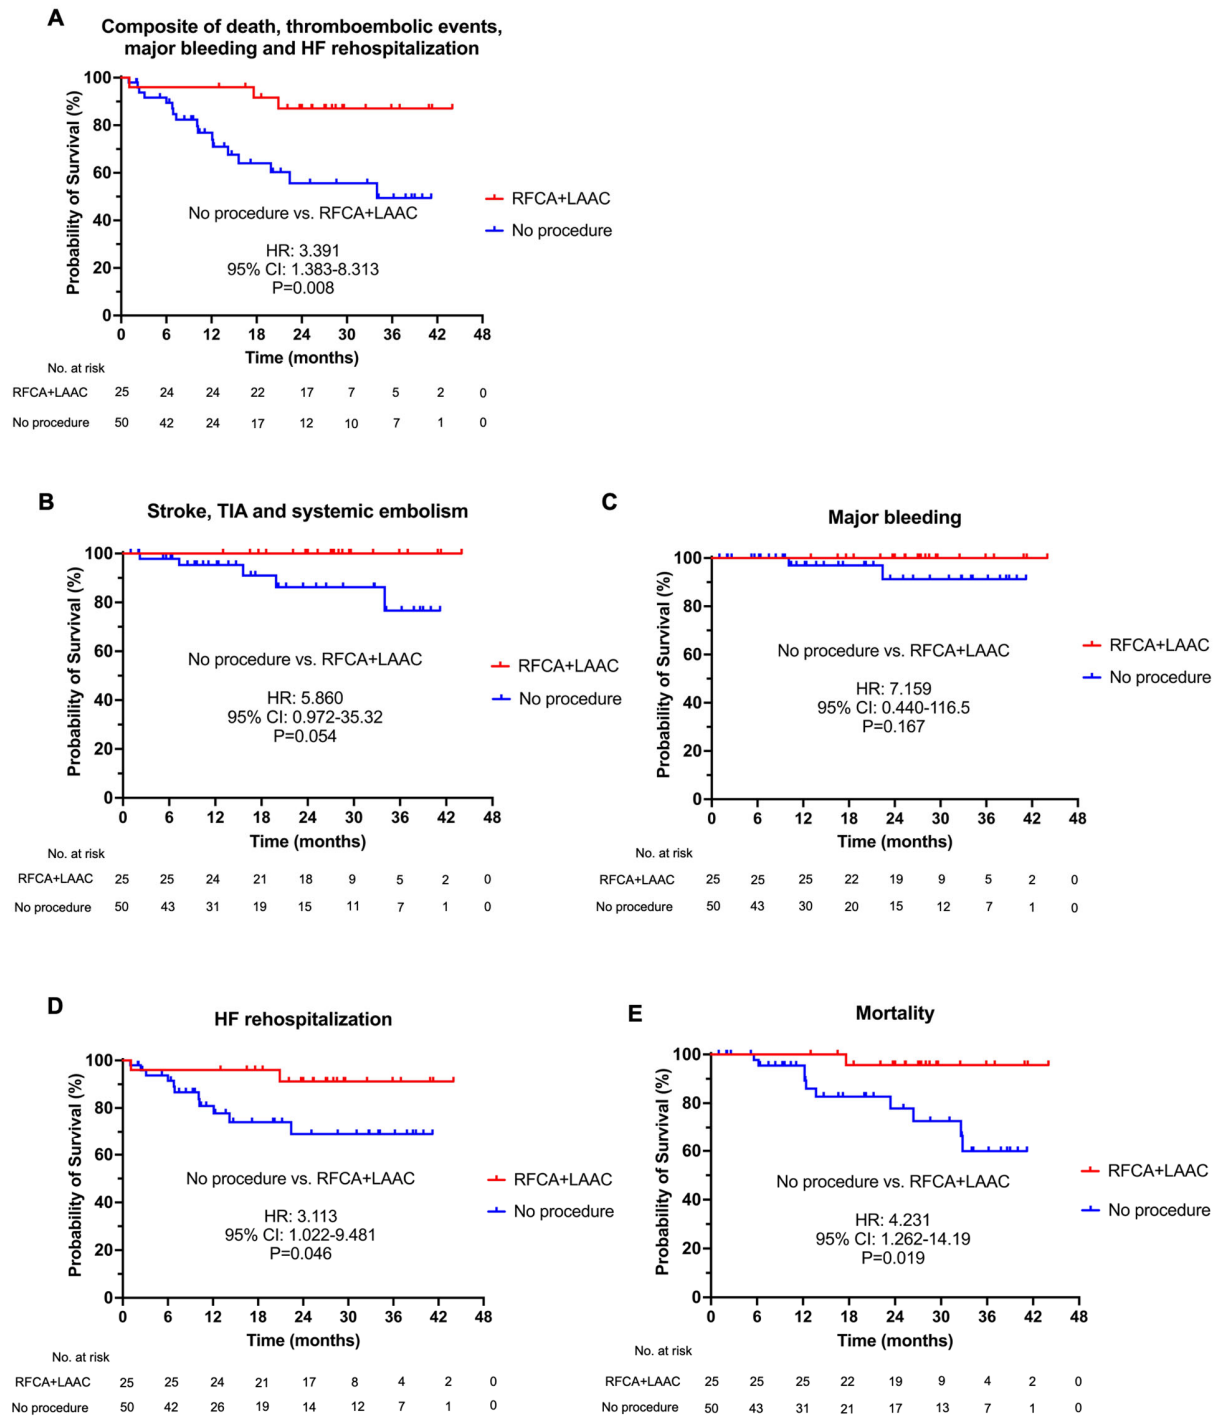 A
Composite of death, thromboembolic events,
major bleeding and HF rehospitalization
Probability of Survival (%)
100
80
60
40
20
0
No procedure vs. RFCA+LAAC
HR: 3.391
95% CI: 1.383-8.313
P=0.008
RFCA+LAAC
No procedure
0 6 12 18 24 30 36 42 48
Time (months)
No. at risk
RFCA+LAAC 25 24 24 22 17 7 5 2 0
No procedure 50 42 24 17 12 10 7 1 0
B
Stroke, TIA and systemic embolism
Probability of Survival (%)
100
80
60
40
20
0
No procedure vs. RFCA+LAAC
HR: 5.860
95% CI: 0.972-35.32
P=0.054
RFCA+LAAC
No procedure
0 6 12 18 24 30 36 42 48
Time (months)
No. at risk
RFCA+LAAC 25 25 24 21 18 9 5 2 0
No procedure 50 43 31 19 15 11 7 1 0
C
Major bleeding
Probability of Survival (%)
100
80
60
40
20
0
No procedure vs. RFCA+LAAC
HR: 7.159
95% CI: 0.440-116.5
P=0.167
RFCA+LAAC
No procedure
0 6 12 18 24 30 36 42 48
Time (months)
No. at risk
RFCA+LAAC 25 25 25 22 19 9 5 2 0
No procedure 50 43 30 20 15 12 7 1 0
D
HF rehospitalization
Probability of Survival (%)
100
80
60
40
20
0
No procedure vs. RFCA+LAAC
HR: 3.113
95% CI: 1.022-9.481
P=0.046
RFCA+LAAC
No procedure
0 6 12 18 24 30 36 42 48
Time (months)
No. at risk
RFCA+LAAC 25 25 24 21 17 8 4 2 0
No procedure 50 42 26 19 14 12 7 1 0
E
Mortality
Probability of Survival (%)
100
80
60
40
20
0
No procedure vs. RFCA+LAAC
HR: 4.231
95% CI: 1.262-14.19
P=0.019
RFCA+LAAC
No procedure
0 6 12 18 24 30 36 42 48
Time (months)
No. at risk
RFCA+LAAC 25 25 25 22 19 9 4 2 0
No procedure 50 43 31 21 17 13 7 1 0